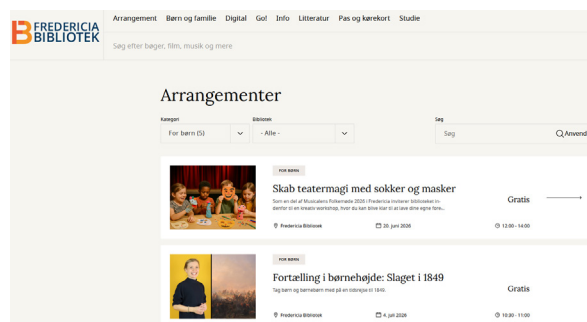 FREDERICIA
BIBLIOTEK
Arrangement Børn og familie Digital Go! Info Litteratur Pas og kørekort Studie
Søg efter bøger, film, musik og mere
Arrangementer
Kategori Bibliotek Søg
For børn (5) - Alle - Søg Anvend
FOR BØRN
Skab teatermagi med sokker og masker
Som en del af Musicalens Folkemøde 2026 i Fredericia inviterer biblioteket in-
denfor til en kreativ workshop, hvor du kan blive klar til at lave dine egne fore...
Gratis
Fredericia Bibliotek 20. juni 2026 12:00 - 14:00
FOR BØRN
Fortælling i børnehøjde: Slaget i 1849
Tag børn og børnebørn med på en tidsrejse til 1849.
Gratis
Fredericia Bibliotek 4. juli 2026 10:30 - 11:00